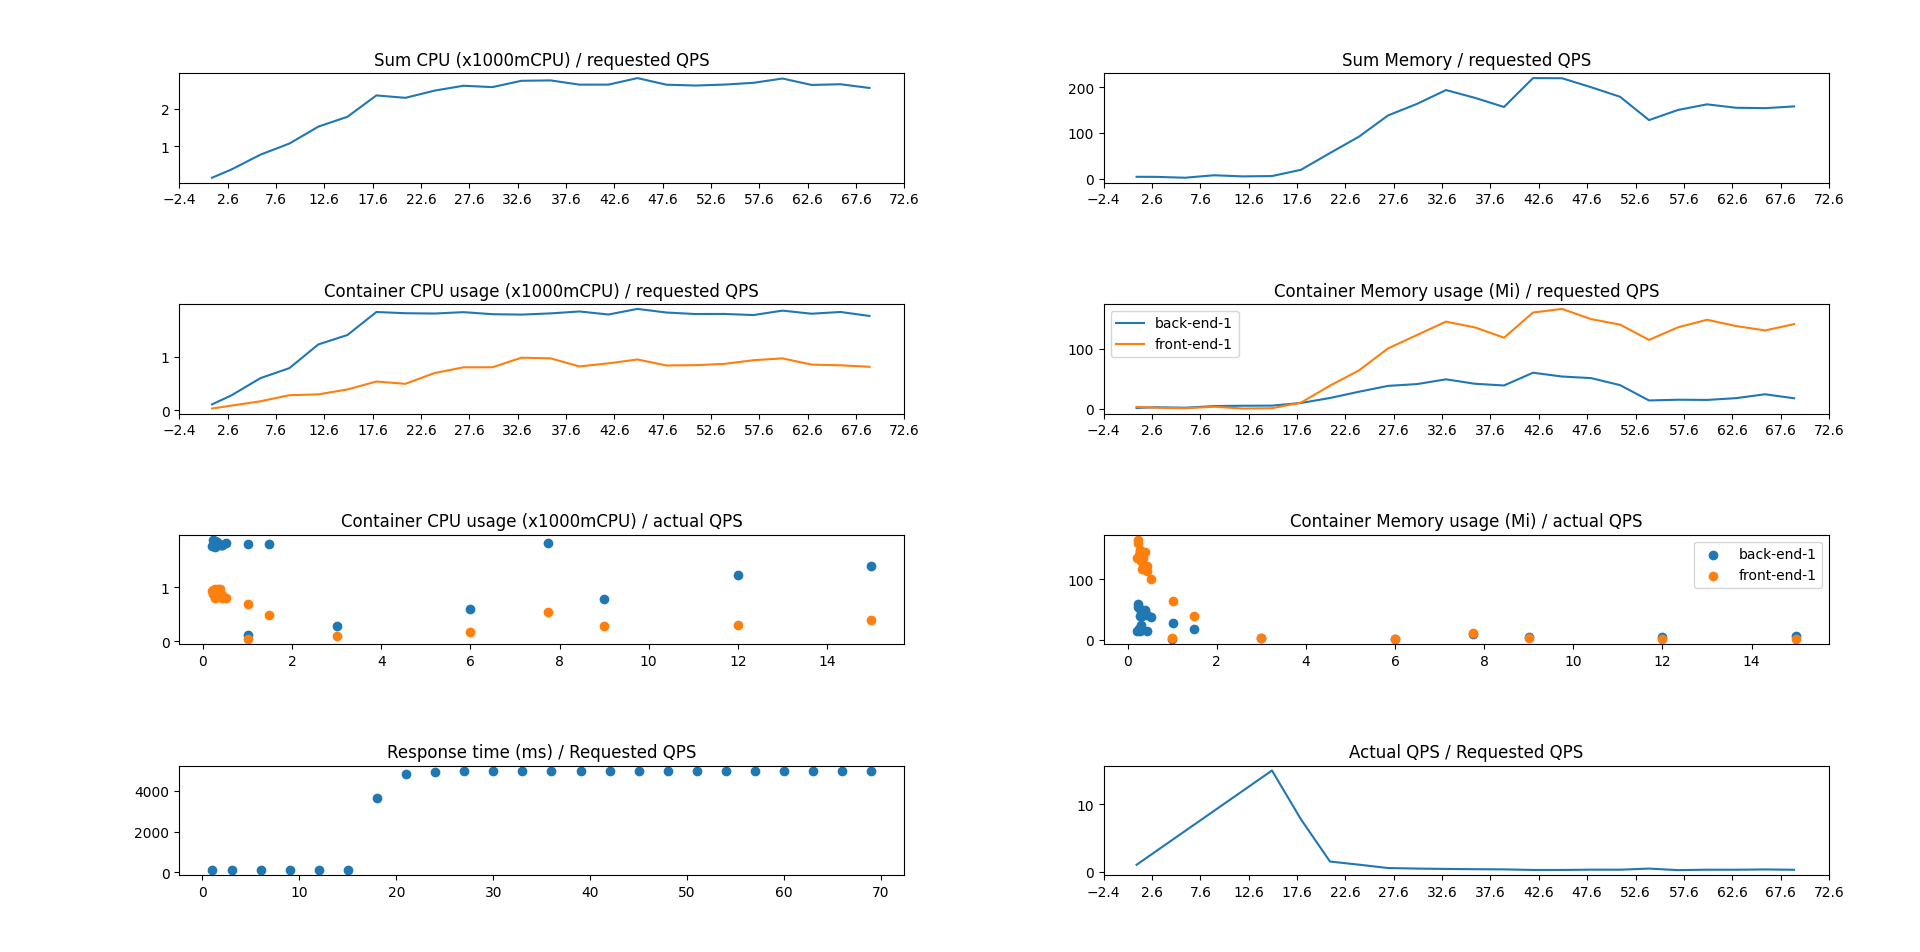 Sum CPU (x1000mCPU) / requested QPS
2
1
−2.4 2.6 7.6 12.6 17.6 22.6 27.6 32.6 37.6 42.6 47.6 52.6 57.6 62.6 67.6 72.6
Sum Memory / requested QPS
200
100
0
−2.4 2.6 7.6 12.6 17.6 22.6 27.6 32.6 37.6 42.6 47.6 52.6 57.6 62.6 67.6 72.6
Container CPU usage (x1000mCPU) / requested QPS
1
0
−2.4 2.6 7.6 12.6 17.6 22.6 27.6 32.6 37.6 42.6 47.6 52.6 57.6 62.6 67.6 72.6
Container Memory usage (Mi) / requested QPS
back-end-1
front-end-1
100
0
−2.4 2.6 7.6 12.6 17.6 22.6 27.6 32.6 37.6 42.6 47.6 52.6 57.6 62.6 67.6 72.6
Container CPU usage (x1000mCPU) / actual QPS
1
0
0 2 4 6 8 10 12 14
Container Memory usage (Mi) / actual QPS
back-end-1
front-end-1
100
0
0 2 4 6 8 10 12 14
Response time (ms) / Requested QPS
4000
2000
0
0 10 20 30 40 50 60 70
Actual QPS / Requested QPS
10
0
−2.4 2.6 7.6 12.6 17.6 22.6 27.6 32.6 37.6 42.6 47.6 52.6 57.6 62.6 67.6 72.6